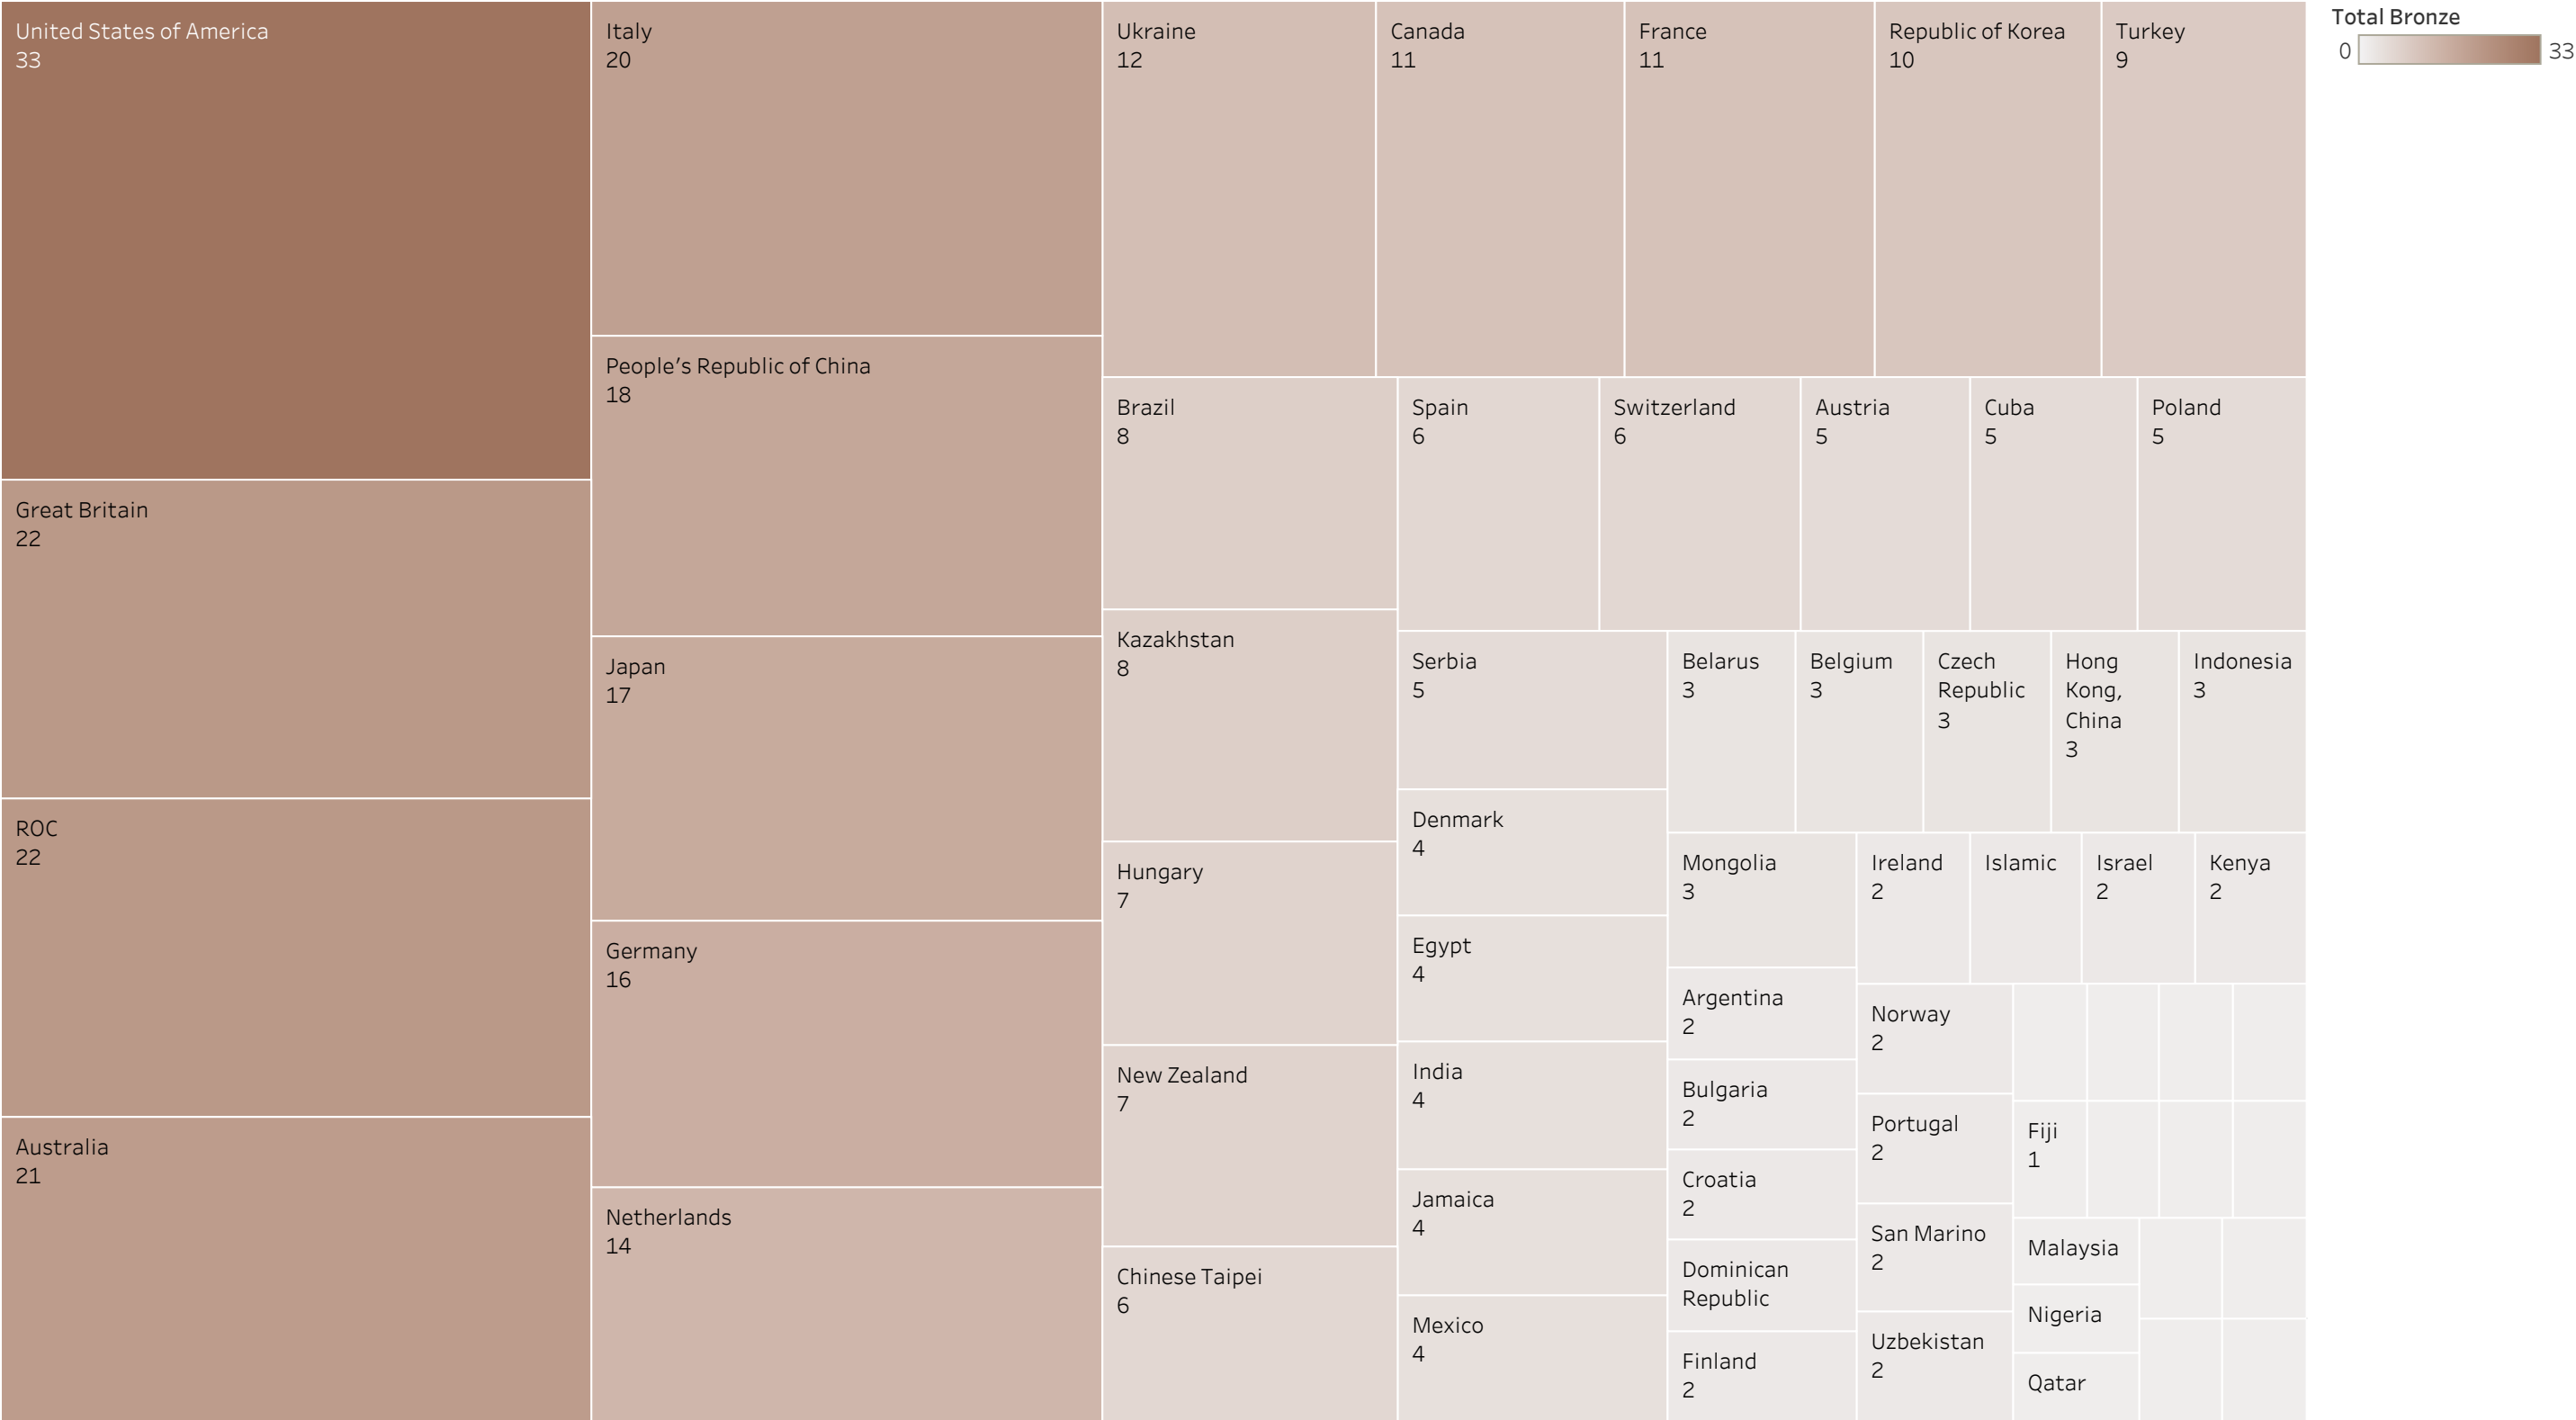 United States of America
33
Great Britain
22
ROC
22
Australia
21
Italy
20
People's Republic of China
18
Japan
17
Germany
16
Netherlands
14
Ukraine
12
Canada
11
France
11
Republic of Korea
10
Turkey
9
Brazil
8
Kazakhstan
8
Hungary
7
New Zealand
7
Chinese Taipei
6
Spain
6
Switzerland
6
Austria
5
Cuba
5
Poland
5
Serbia
5
Denmark
4
Egypt
4
India
4
Jamaica
4
Mexico
4
Belarus
3
Belgium
3
Czech
Republic
3
Hong
Kong,
China
3
Indonesia
3
Mongolia
3
Argentina
2
Bulgaria
2
Croatia
2
Dominican
Republic
Finland
2
Ireland
2
Islamic
Israel
2
Kenya
2
Norway
2
Portugal
2
San Marino
2
Uzbekistan
2
Fiji
1
Malaysia
Nigeria
Qatar
Total Bronze
0
33